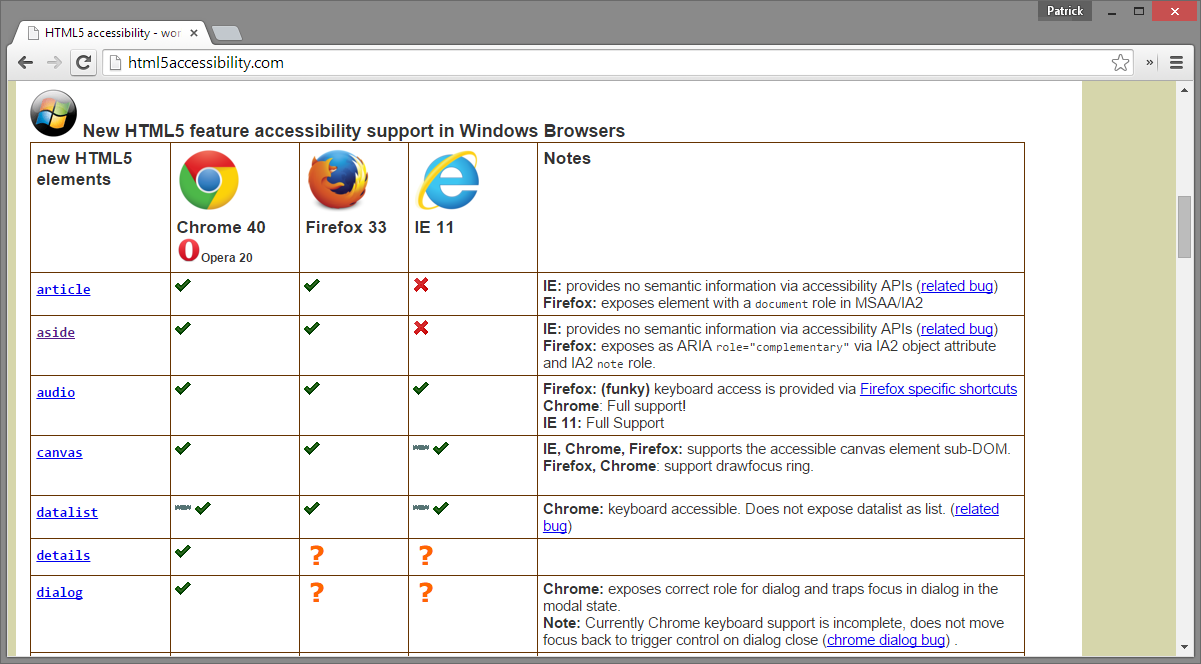 Patrick
HTML5 accessibility - wor
html5accessibility.com
New HTML5 feature accessibility support in Windows Browsers
new HTML5
elements
Chrome 40
Opera 20
Firefox 33
IE 11
Notes
article
IE: provides no semantic information via accessibility APIs (related bug)
Firefox: exposes element with a document role in MSAA/IA2
aside
IE: provides no semantic information via accessibility APIs (related bug)
Firefox: exposes as ARIA role="complementary" via IA2 object attribute
and IA2 note role.
audio
Firefox: (funky) keyboard access is provided via Firefox specific shortcuts
Chrome: Full support!
IE 11: Full Support
canvas
IE, Chrome, Firefox: supports the accessible canvas element sub-DOM.
Firefox, Chrome: support drawfocus ring.
datalist
Chrome: keyboard accessible. Does not expose datalist as list. (related
bug)
details
?
?
dialog
?
?
Chrome: exposes correct role for dialog and traps focus in dialog in the
modal state.
Note: Currently Chrome keyboard support is incomplete, does not move
focus back to trigger control on dialog close (chrome dialog bug) .